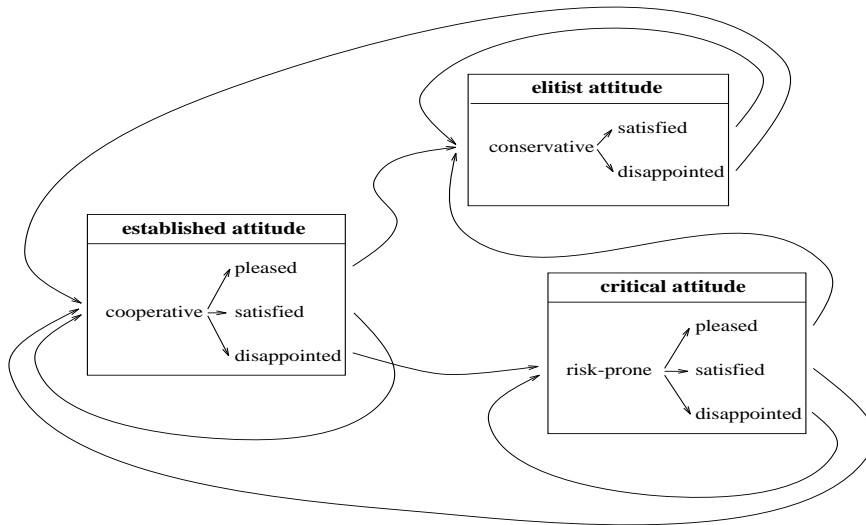 elitist attitude
satisfied
conservative
disappointed
established attitude
pleased
cooperative
satisfied
disappointed
critical attitude
pleased
risk-prone
satisfied
disappointed